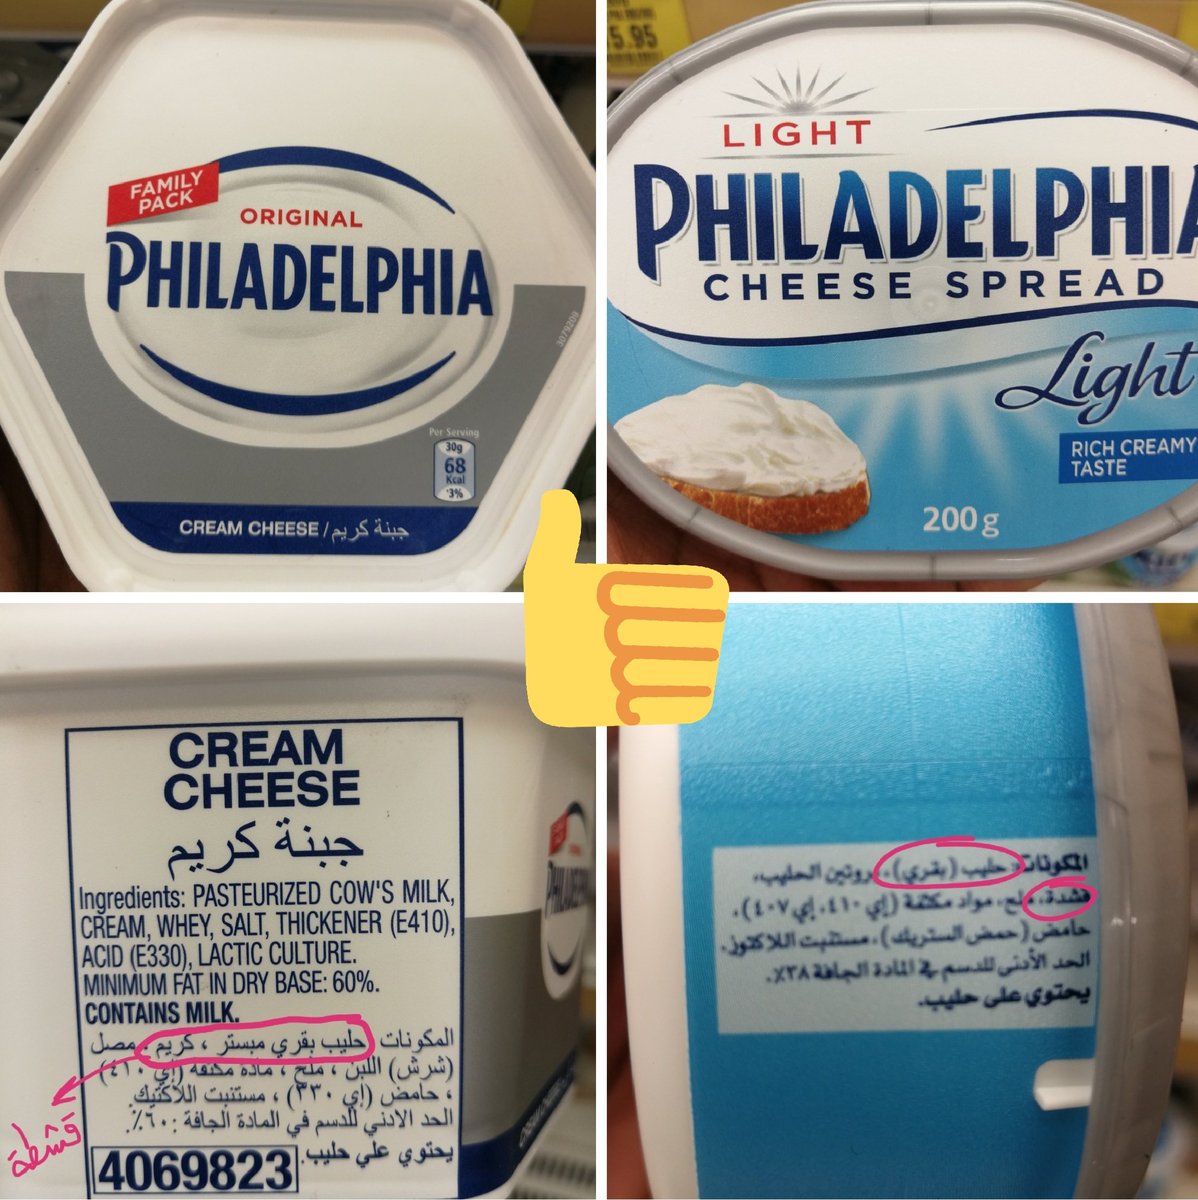 FAMILY
PACK
ORIGINAL
PHILADELPHIA
3079209
Per Serving
30g
68
Kcal
*3%
CREAM CHEESE / جبنة كريم
5.95
LIGHT
PHILADELPHIA
CHEESE SPREAD
Light
RICH CREAMY
TASTE
200g
CREAM
CHEESE
جبنة كريم
Ingredients: PASTEURIZED COW'S MILK,
CREAM, WHEY, SALT, THICKENER (E410),
ACID (E330), LACTIC CULTURE.
MINIMUM FAT IN DRY BASE: 60%.
CONTAINS MILK.
المكونات حليب بقري مبستر ، كريم ، مصل
(شرش) اللبن ، ملح ، مادة مكثفة (إي ٤١٠)
، حامض (إي ٣٣٠) ، مستنبت اللاكتيك.
الحد الادني للدسم في المادة الجافة : ٦٠٪.
يحتوي علي حليب.
4069823
قشطة
المكونات: حليب (بقري)، بروتين الحليب،
قشدة، ملح، مواد مكثفة (إي ٤١٠، إي ٤٠٧)،
حامض (حمض الستريك)، مستنبت اللاكتوز.
الحد الأدنى للدسم في المادة الجافة ٣٨٪.
يحتوي على حليب.